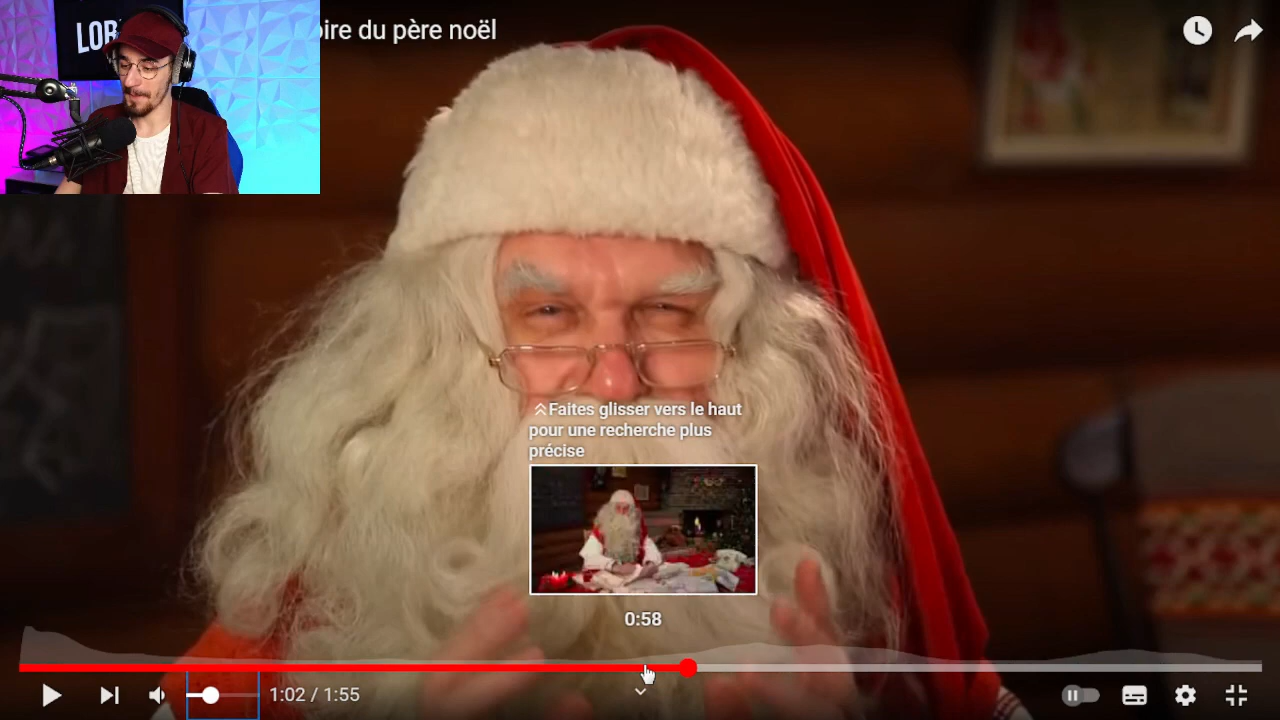 LOR
oire du père noël
Faites glisser vers le haut
pour une recherche plus
précise
0:58
1:02 / 1:55